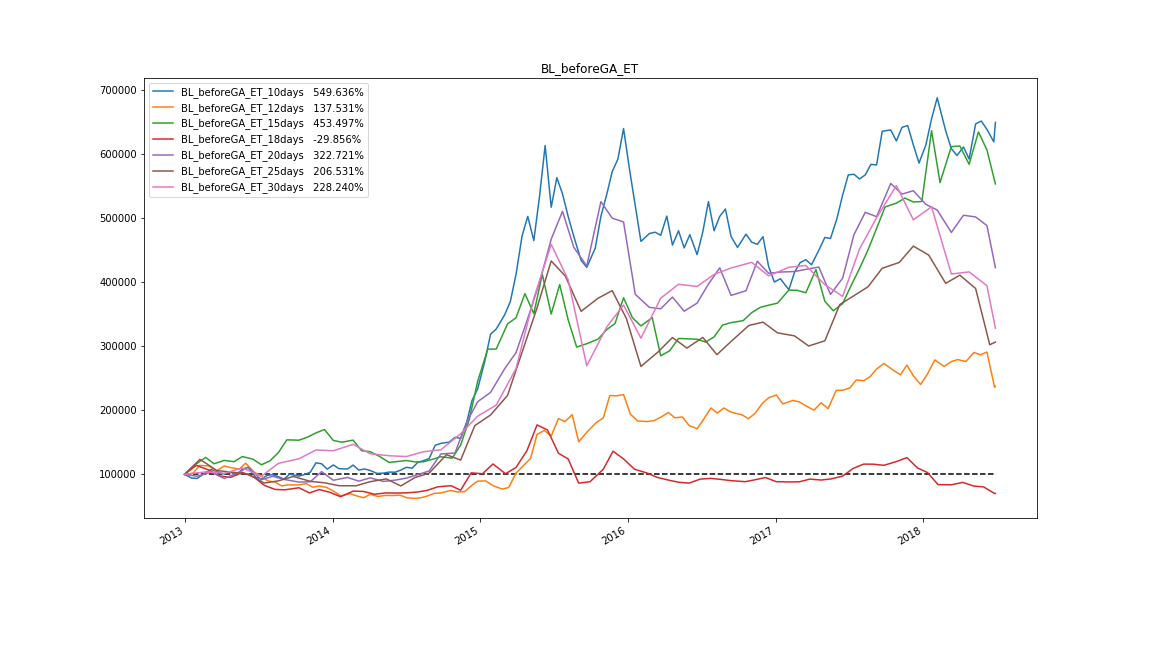 BL_beforeGA_ET
700000
600000
500000
400000
300000
200000
100000
BL_beforeGA_ET_10days 549.636%
BL_beforeGA_ET_12days 137.531%
BL_beforeGA_ET_15days 453.497%
BL_beforeGA_ET_18days -29.856%
BL_beforeGA_ET_20days 322.721%
BL_beforeGA_ET_25days 206.531%
BL_beforeGA_ET_30days 228.240%
2013
2014
2015
2016
2017
2018